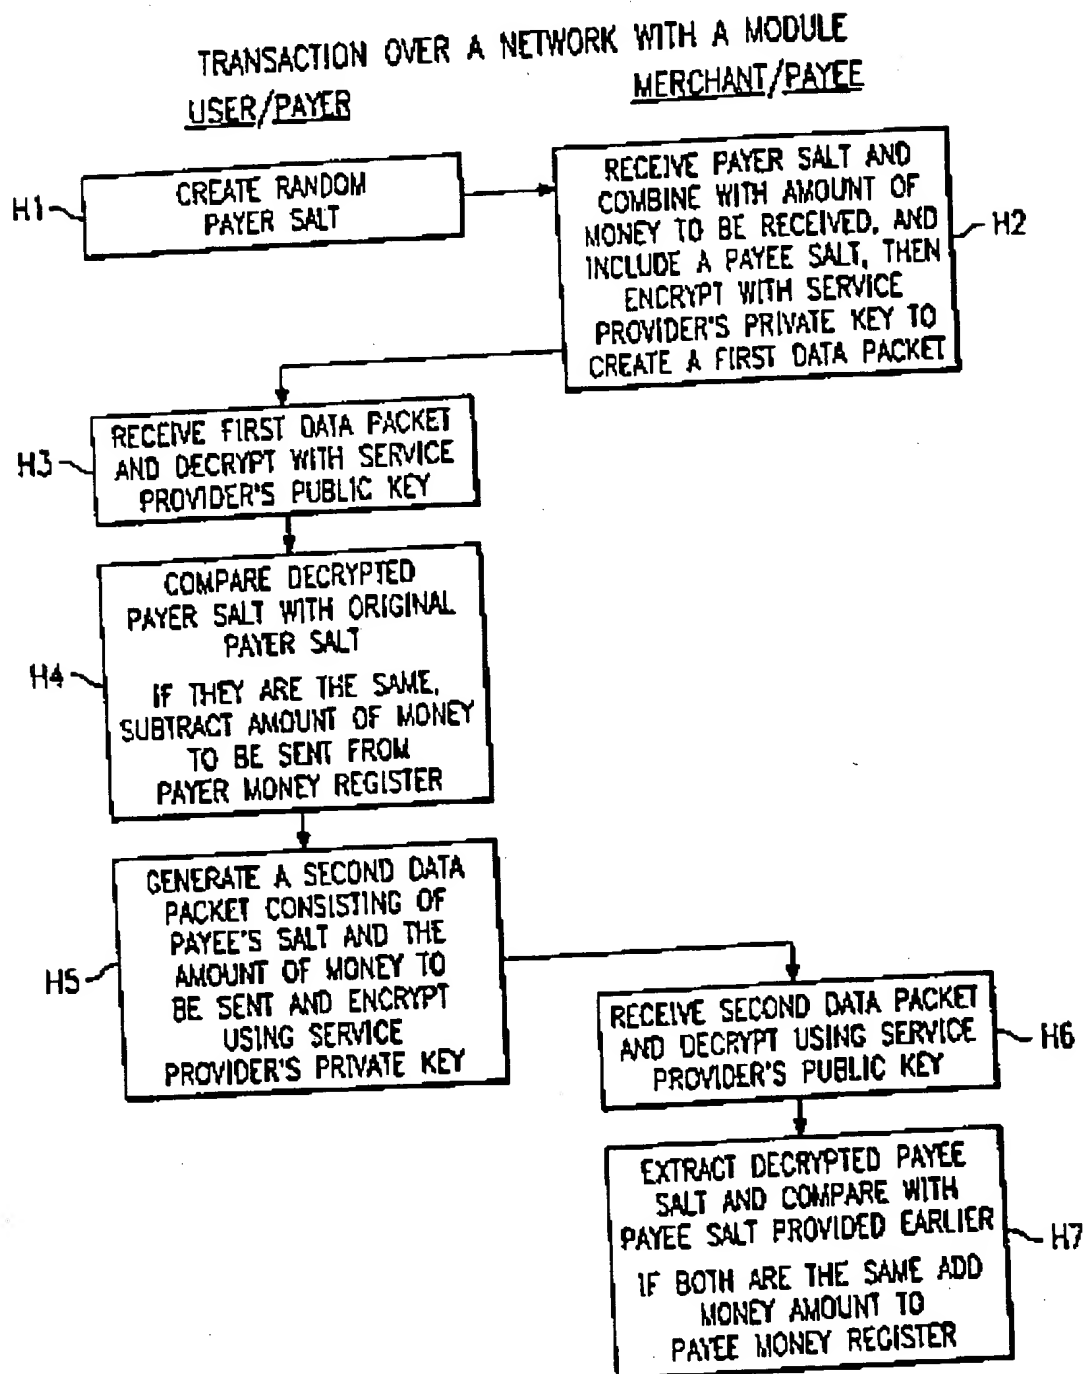 TRANSACTION OVER A NETWORK WITH A MODULE
USER/PAYER
MERCHANT/PAYEE
H1
CREATE RANDOM
PAYER SALT
RECEIVE PAYER SALT AND
COMBINE WITH AMOUNT OF
MONEY TO BE RECEIVED, AND
INCLUDE A PAYEE SALT, THEN
ENCRYPT WITH SERVICE
PROVIDER'S PRIVATE KEY TO
CREATE A FIRST DATA PACKET
H2
H3
RECEIVE FIRST DATA PACKET
AND DECRYPT WITH SERVICE
PROVIDER'S PUBLIC KEY
H4
COMPARE DECRYPTED
PAYER SALT WITH ORIGINAL
PAYER SALT
IF THEY ARE THE SAME,
SUBTRACT AMOUNT OF MONEY
TO BE SENT FROM
PAYER MONEY REGISTER
H5
GENERATE A SECOND DATA
PACKET CONSISTING OF
PAYEE'S SALT AND THE
AMOUNT OF MONEY TO
BE SENT AND ENCRYPT
USING SERVICE
PROVIDER'S PRIVATE KEY
RECEIVE SECOND DATA PACKET
AND DECRYPT USING SERVICE
PROVIDER'S PUBLIC KEY
H6
EXTRACT DECRYPTED PAYEE
SALT AND COMPARE WITH
PAYEE SALT PROVIDED EARLIER
IF BOTH ARE THE SAME ADD
MONEY AMOUNT TO
PAYEE MONEY REGISTER
H7